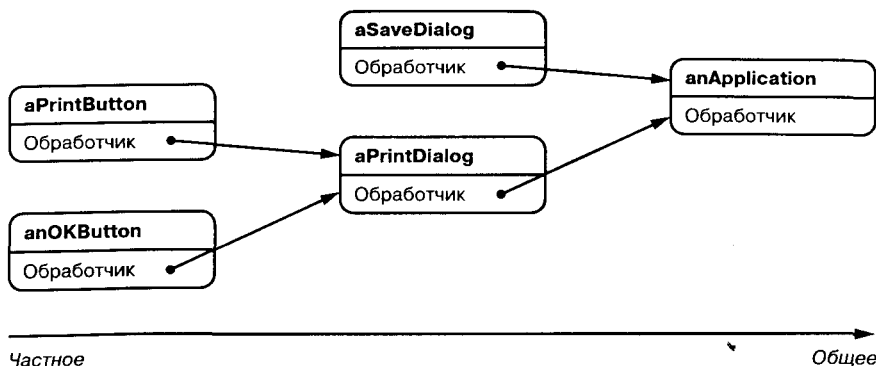 aSaveDialog
Обработчик
anApplication
Обработчик
aPrintButton
Обработчик
aPrintDialog
Обработчик
anOKButton
Обработчик
Частное
Общее